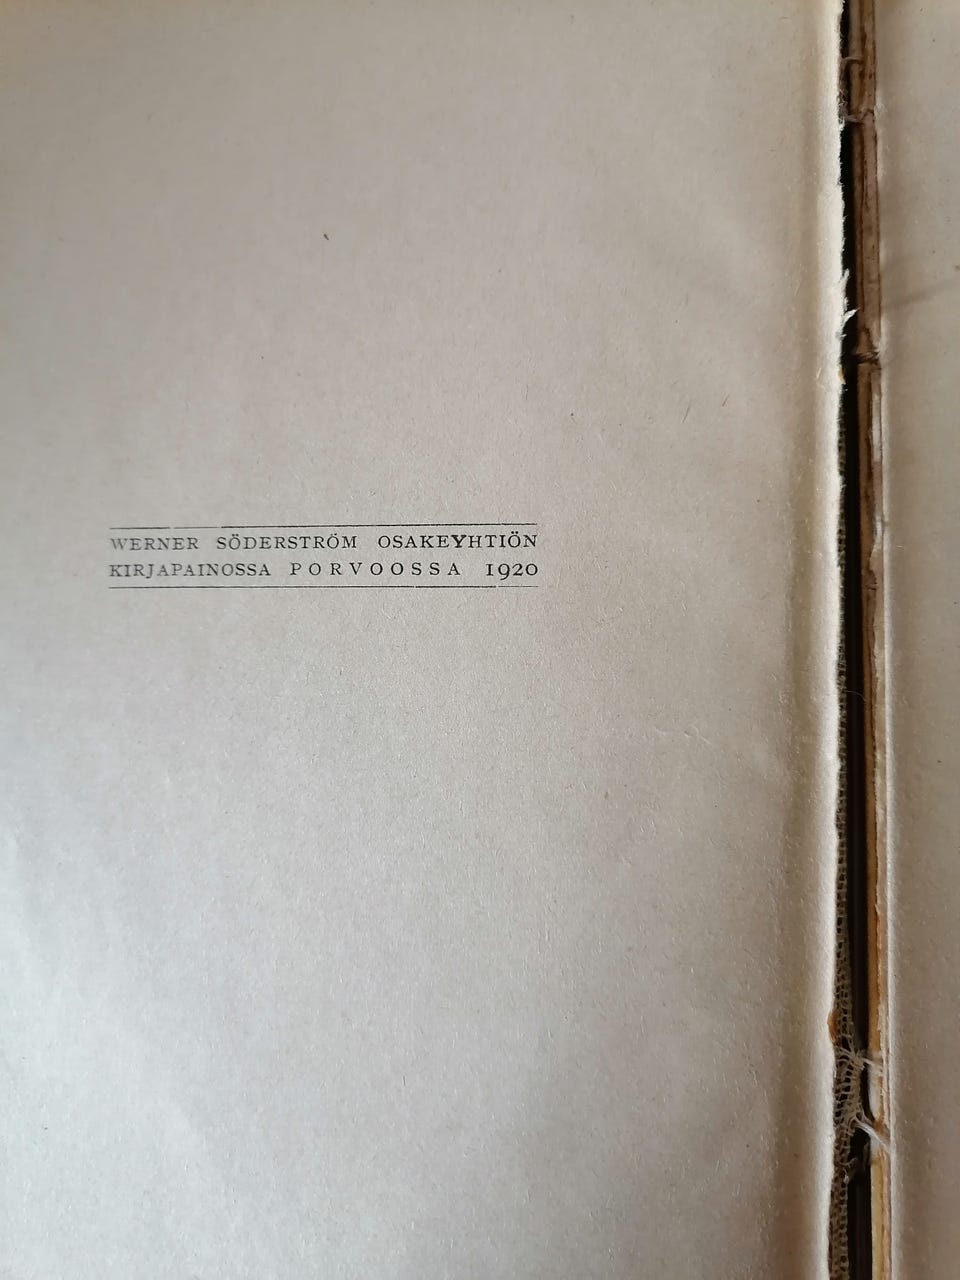 WERNER SÖDERSTRÖM OSAKEYHTIÖN
KIRJAPAINOSSA PORVOOSSA 1920